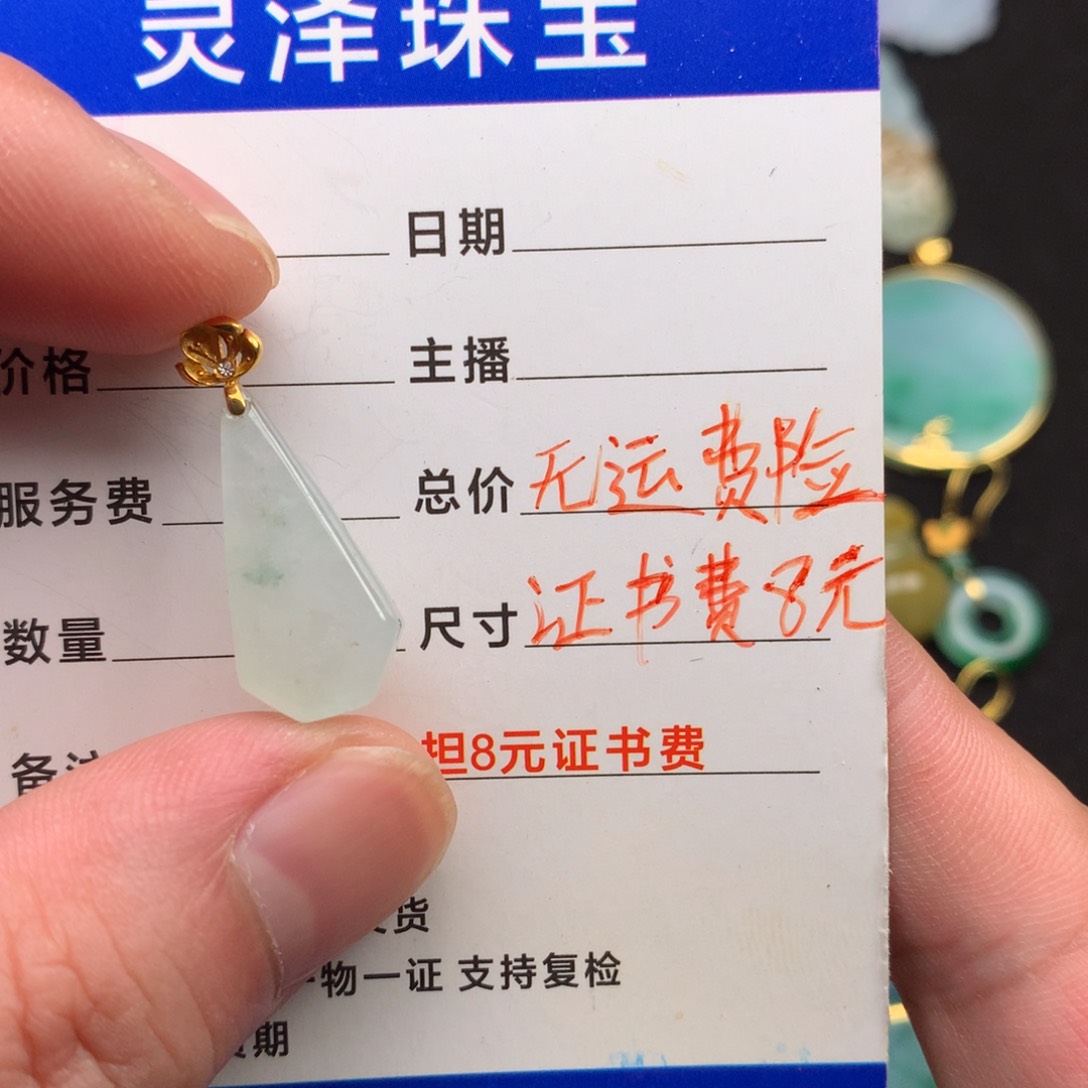 灵泽珠宝
日期
价格 主播
服务费 总价 无运费险
数量 尺寸 证书费8元
备注 担8元证书费
货
物一证 支持复检
期